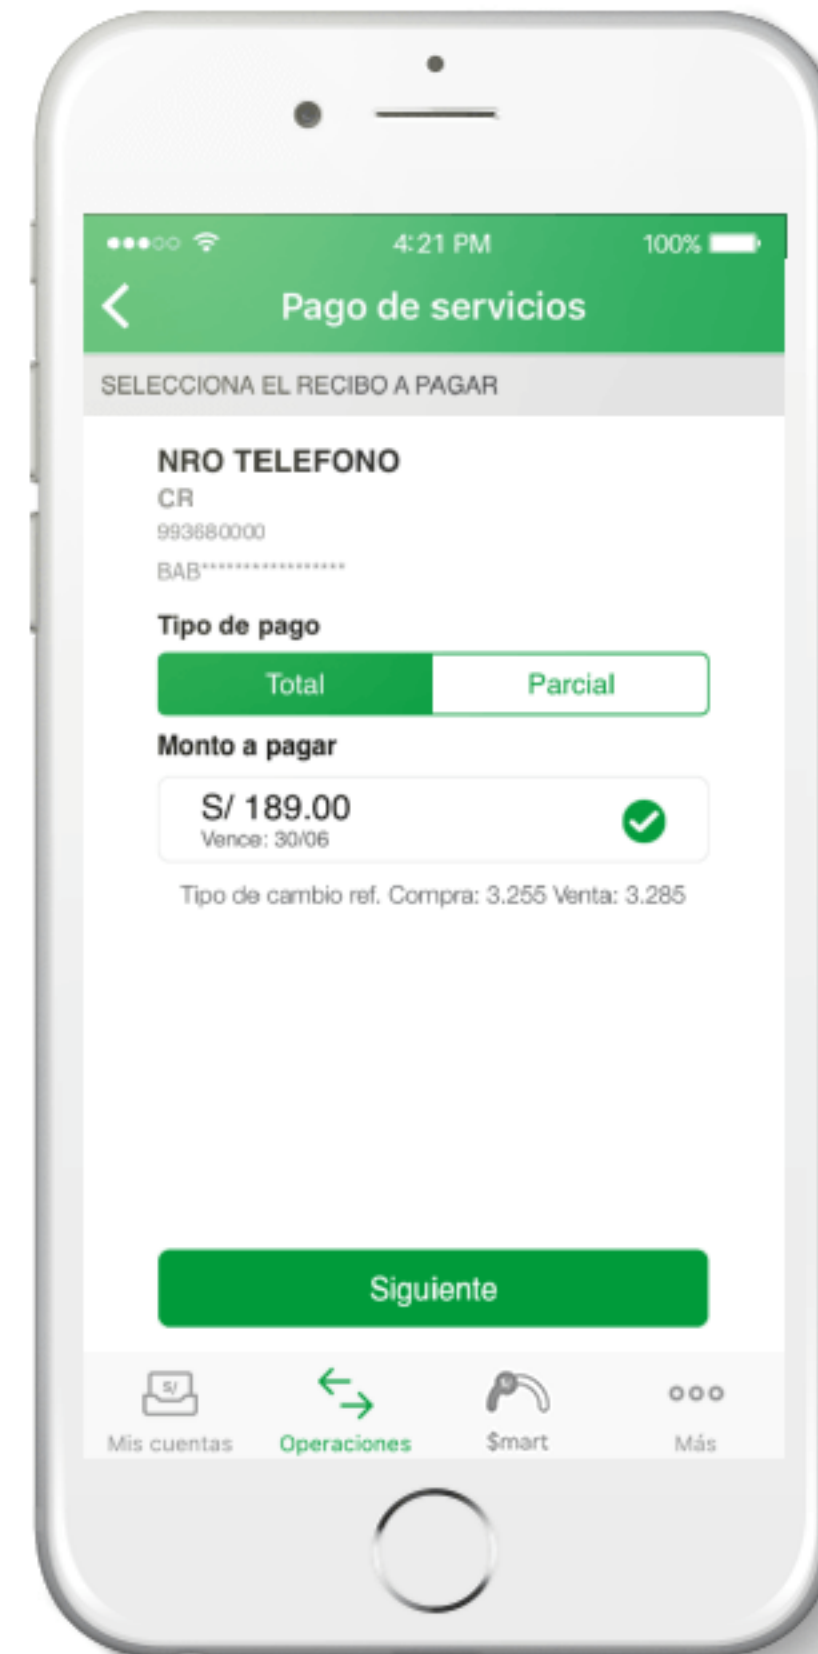 4:21 PM 100%
Pago de servicios
SELECCIONA EL RECIBO A PAGAR
NRO TELEFONO
CR
993680000
BAB*****************
Tipo de pago
Total Parcial
Monto a pagar
S/ 189.00
Vence: 30/06
Tipo de cambio ref. Compra: 3.255 Venta: 3.285
Siguiente
S/
Mis cuentas Operaciones $mart Más